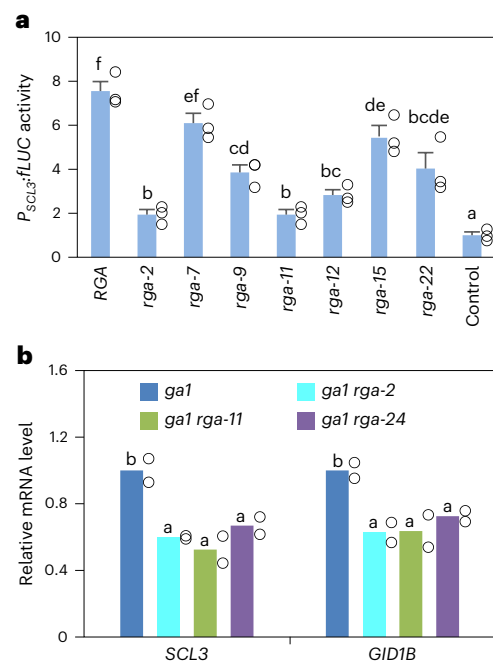 a
P_SCL3:fLUC activity
10
8
6
4
2
0
f
b
ef
cd
b
bc
de
bcde
a
RGA
rga-2
rga-7
rga-9
rga-11
rga-12
rga-15
rga-22
Control
b
Relative mRNA level
1.6
1.2
0.8
0.4
0
ga1
ga1 rga-2
ga1 rga-11
ga1 rga-24
b
a
a
a
b
a
a
a
SCL3
GID1B